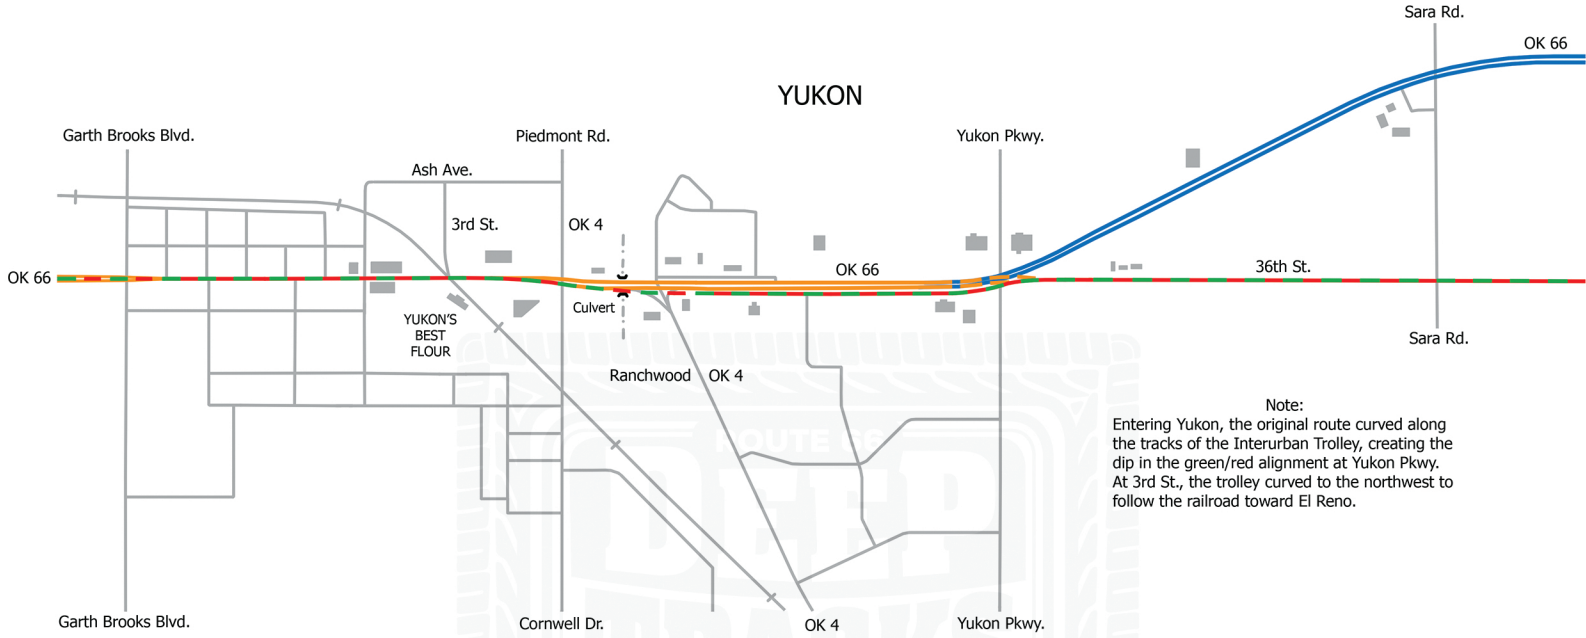 Sara Rd.
OK 66
YUKON
Garth Brooks Blvd.
Piedmont Rd.
Yukon Pkwy.
Ash Ave.
3rd St.
OK 4
OK 66
OK 66
36th St.
Culvert
YUKON'S
BEST
FLOUR
Sara Rd.
Ranchwood
OK 4
Note:
Entering Yukon, the original route curved along
the tracks of the Interurban Trolley, creating the
dip in the green/red alignment at Yukon Pkwy.
At 3rd St., the trolley curved to the northwest to
follow the railroad toward El Reno.
ROUTE 66
DEEP
TRACKS
Garth Brooks Blvd.
Cornwell Dr.
OK 4
Yukon Pkwy.